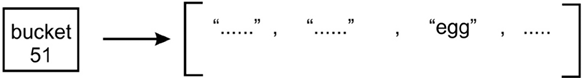 bucket
51
[ “......” , “......” , “egg” , ..... ]